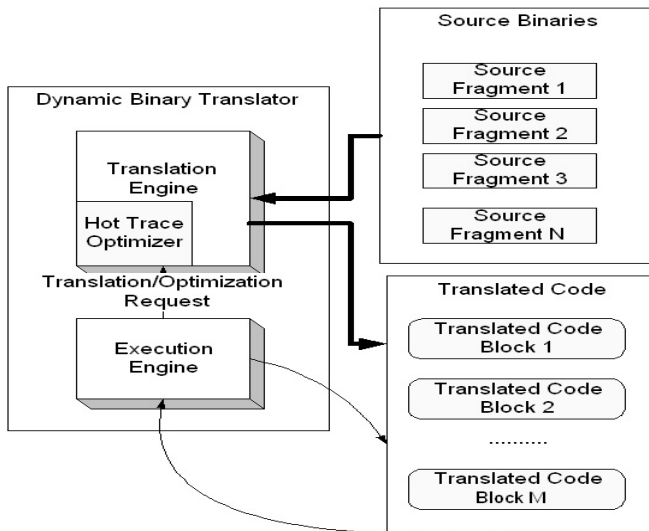 Source Binaries
Source
Fragment 1
Source
Fragment 2
Source
Fragment 3
Source
Fragment N
Dynamic Binary Translator
Translation
Engine
Hot Trace
Optimizer
Translation/Optimization
Request
Execution
Engine
Translated Code
Translated Code
Block 1
Translated Code
Block 2
..........
Translated Code
Block M